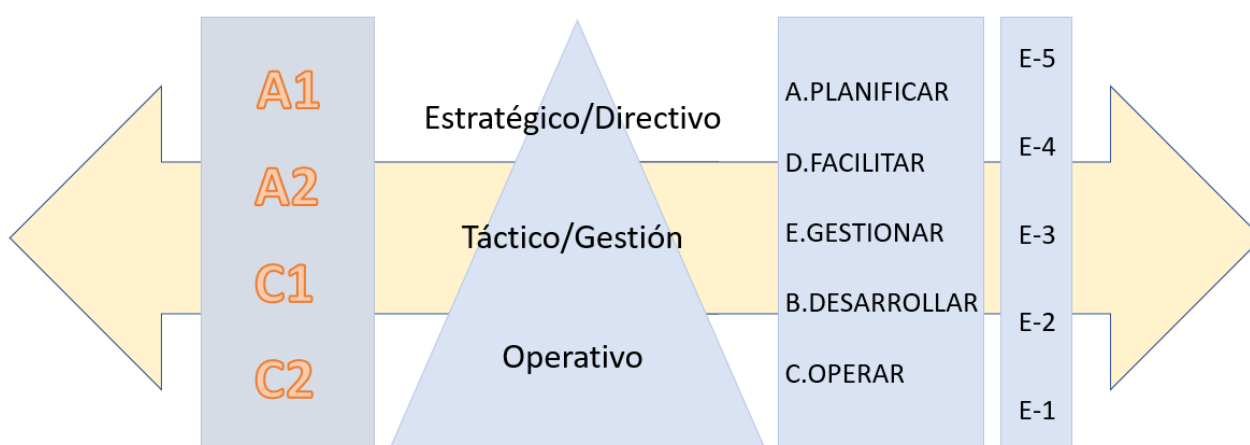 A1
A2
C1
C2
Estratégico/Directivo
Táctico/Gestión
Operativo
A.PLANIFICAR
D.FACILITAR
E.GESTIONAR
B.DESARROLLAR
C.OPERAR
E-5
E-4
E-3
E-2
E-1